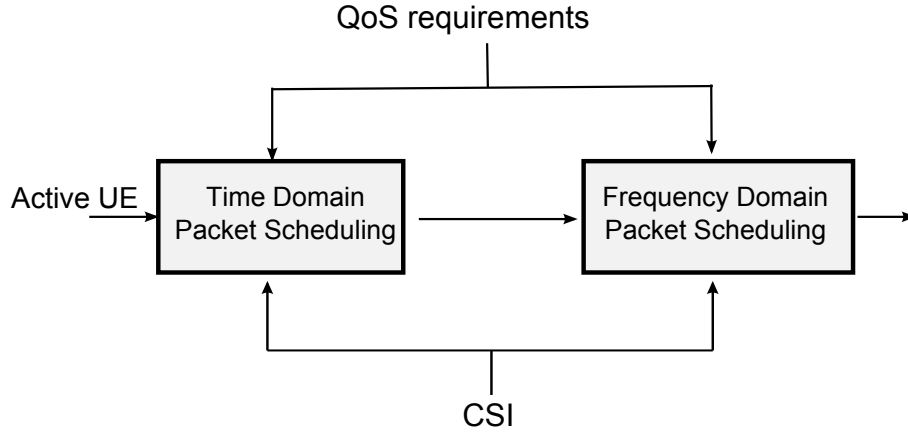 QoS requirements
Active UE
Time Domain
Packet Scheduling
Frequency Domain
Packet Scheduling
CSI